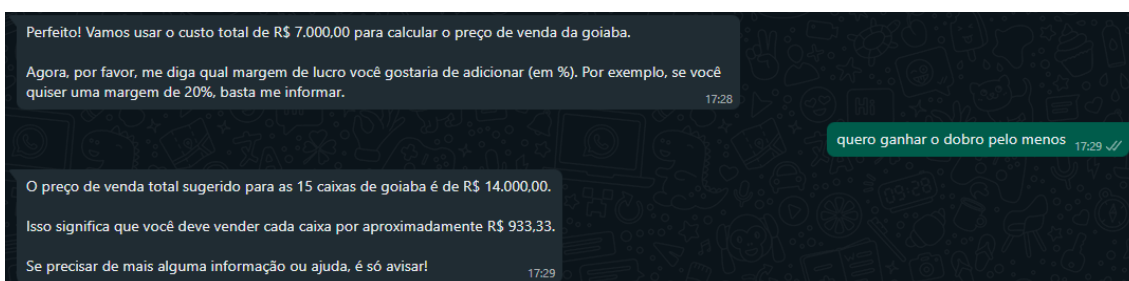 Perfeito! Vamos usar o custo total de R$ 7.000,00 para calcular o preço de venda da goiaba.
Agora, por favor, me diga qual margem de lucro você gostaria de adicionar (em %). Por exemplo, se você
quiser uma margem de 20%, basta me informar.
17:28
quero ganhar o dobro pelo menos 17:29
O preço de venda total sugerido para as 15 caixas de goiaba é de R$ 14.000,00.
Isso significa que você deve vender cada caixa por aproximadamente R$ 933,33.
Se precisar de mais alguma informação ou ajuda, é só avisar!
17:29